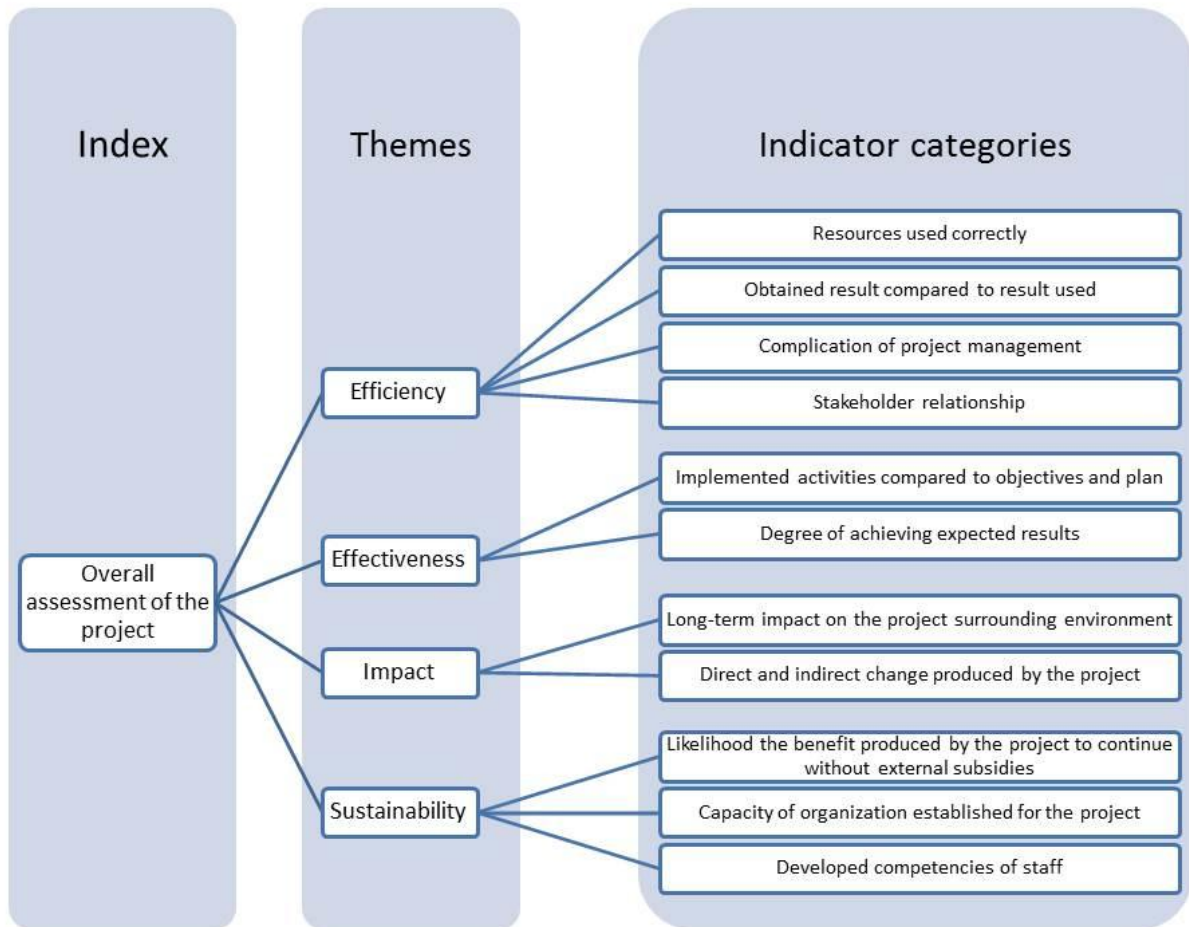 Index
Themes
Indicator categories
Resources used correctly
Obtained result compared to result used
Complication of project management
Efficiency
Stakeholder relationship
Implemented activities compared to objectives and plan
Effectiveness
Degree of achieving expected results
Overall
assessment of the
project
Long-term impact on the project surrounding environment
Impact
Direct and indirect change produced by the project
Likelihood the benefit produced by the project to continue
without external subsidies
Sustainability
Capacity of organization established for the project
Developed competencies of staff